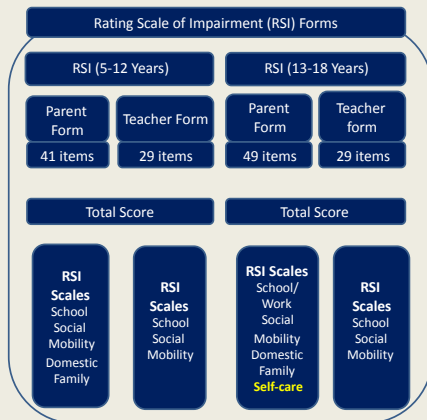 Rating Scale of Impairment (RSI) Forms
RSI (5-12 Years)
RSI (13-18 Years)
Parent
Form
Teacher Form
Parent
Form
Teacher
form
41 items
29 items
49 items
29 items
Total Score
Total Score
RSI
Scales
School
Social
Mobility
Domestic
Family
RSI
Scales
School
Social
Mobility
RSI Scales
School/
Work
Social
Mobility
Domestic
Family
Self-care
RSI
Scales
School
Social
Mobility